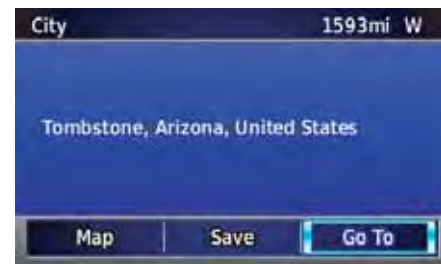 City 1593mi W
Tombstone, Arizona, United States
Map Save Go To